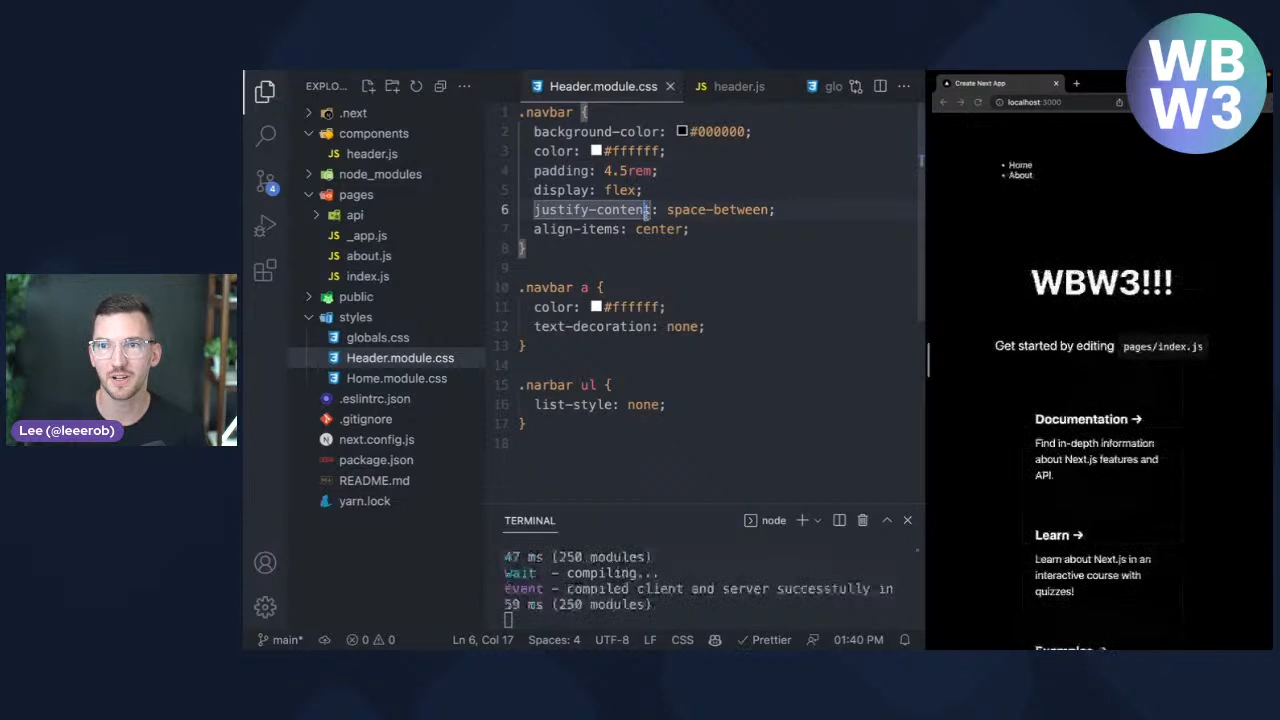 WB
W3
EXPLO...
.next
components
header.js
node_modules
pages
api
_app.js
about.js
index.js
public
styles
globals.css
Header.module.css
Home.module.css
.eslintrc.json
.gitignore
next.config.js
package.json
README.md
yarn.lock
4
Header.module.css
JS header.js
glo
1 .navbar {
2 background-color: #000000;
3 color: #ffffff;
4 padding: 4.5rem;
5 display: flex;
6 justify-content: space-between;
7 align-items: center;
8 }
9
10 .navbar a {
11 color: #ffffff;
12 text-decoration: none;
13 }
14
15 .narbar ul {
16 list-style: none;
17 }
18
TERMINAL
node
47 ms (250 modules)
wait - compiling...
event - compiled client and server successfully in
59 ms (250 modules)
main*
0 0
Ln 6, Col 17
Spaces: 4
UTF-8
LF
CSS
Prettier
01:40 PM
Create Next App
localhost:3000
Home
About
WBW3!!!
Get started by editing pages/index.js
Documentation →
Find in-depth information
about Next.js features and
API.
Learn →
Learn about Next.js in an
interactive course with
quizzes!
Lee (@leeerob)